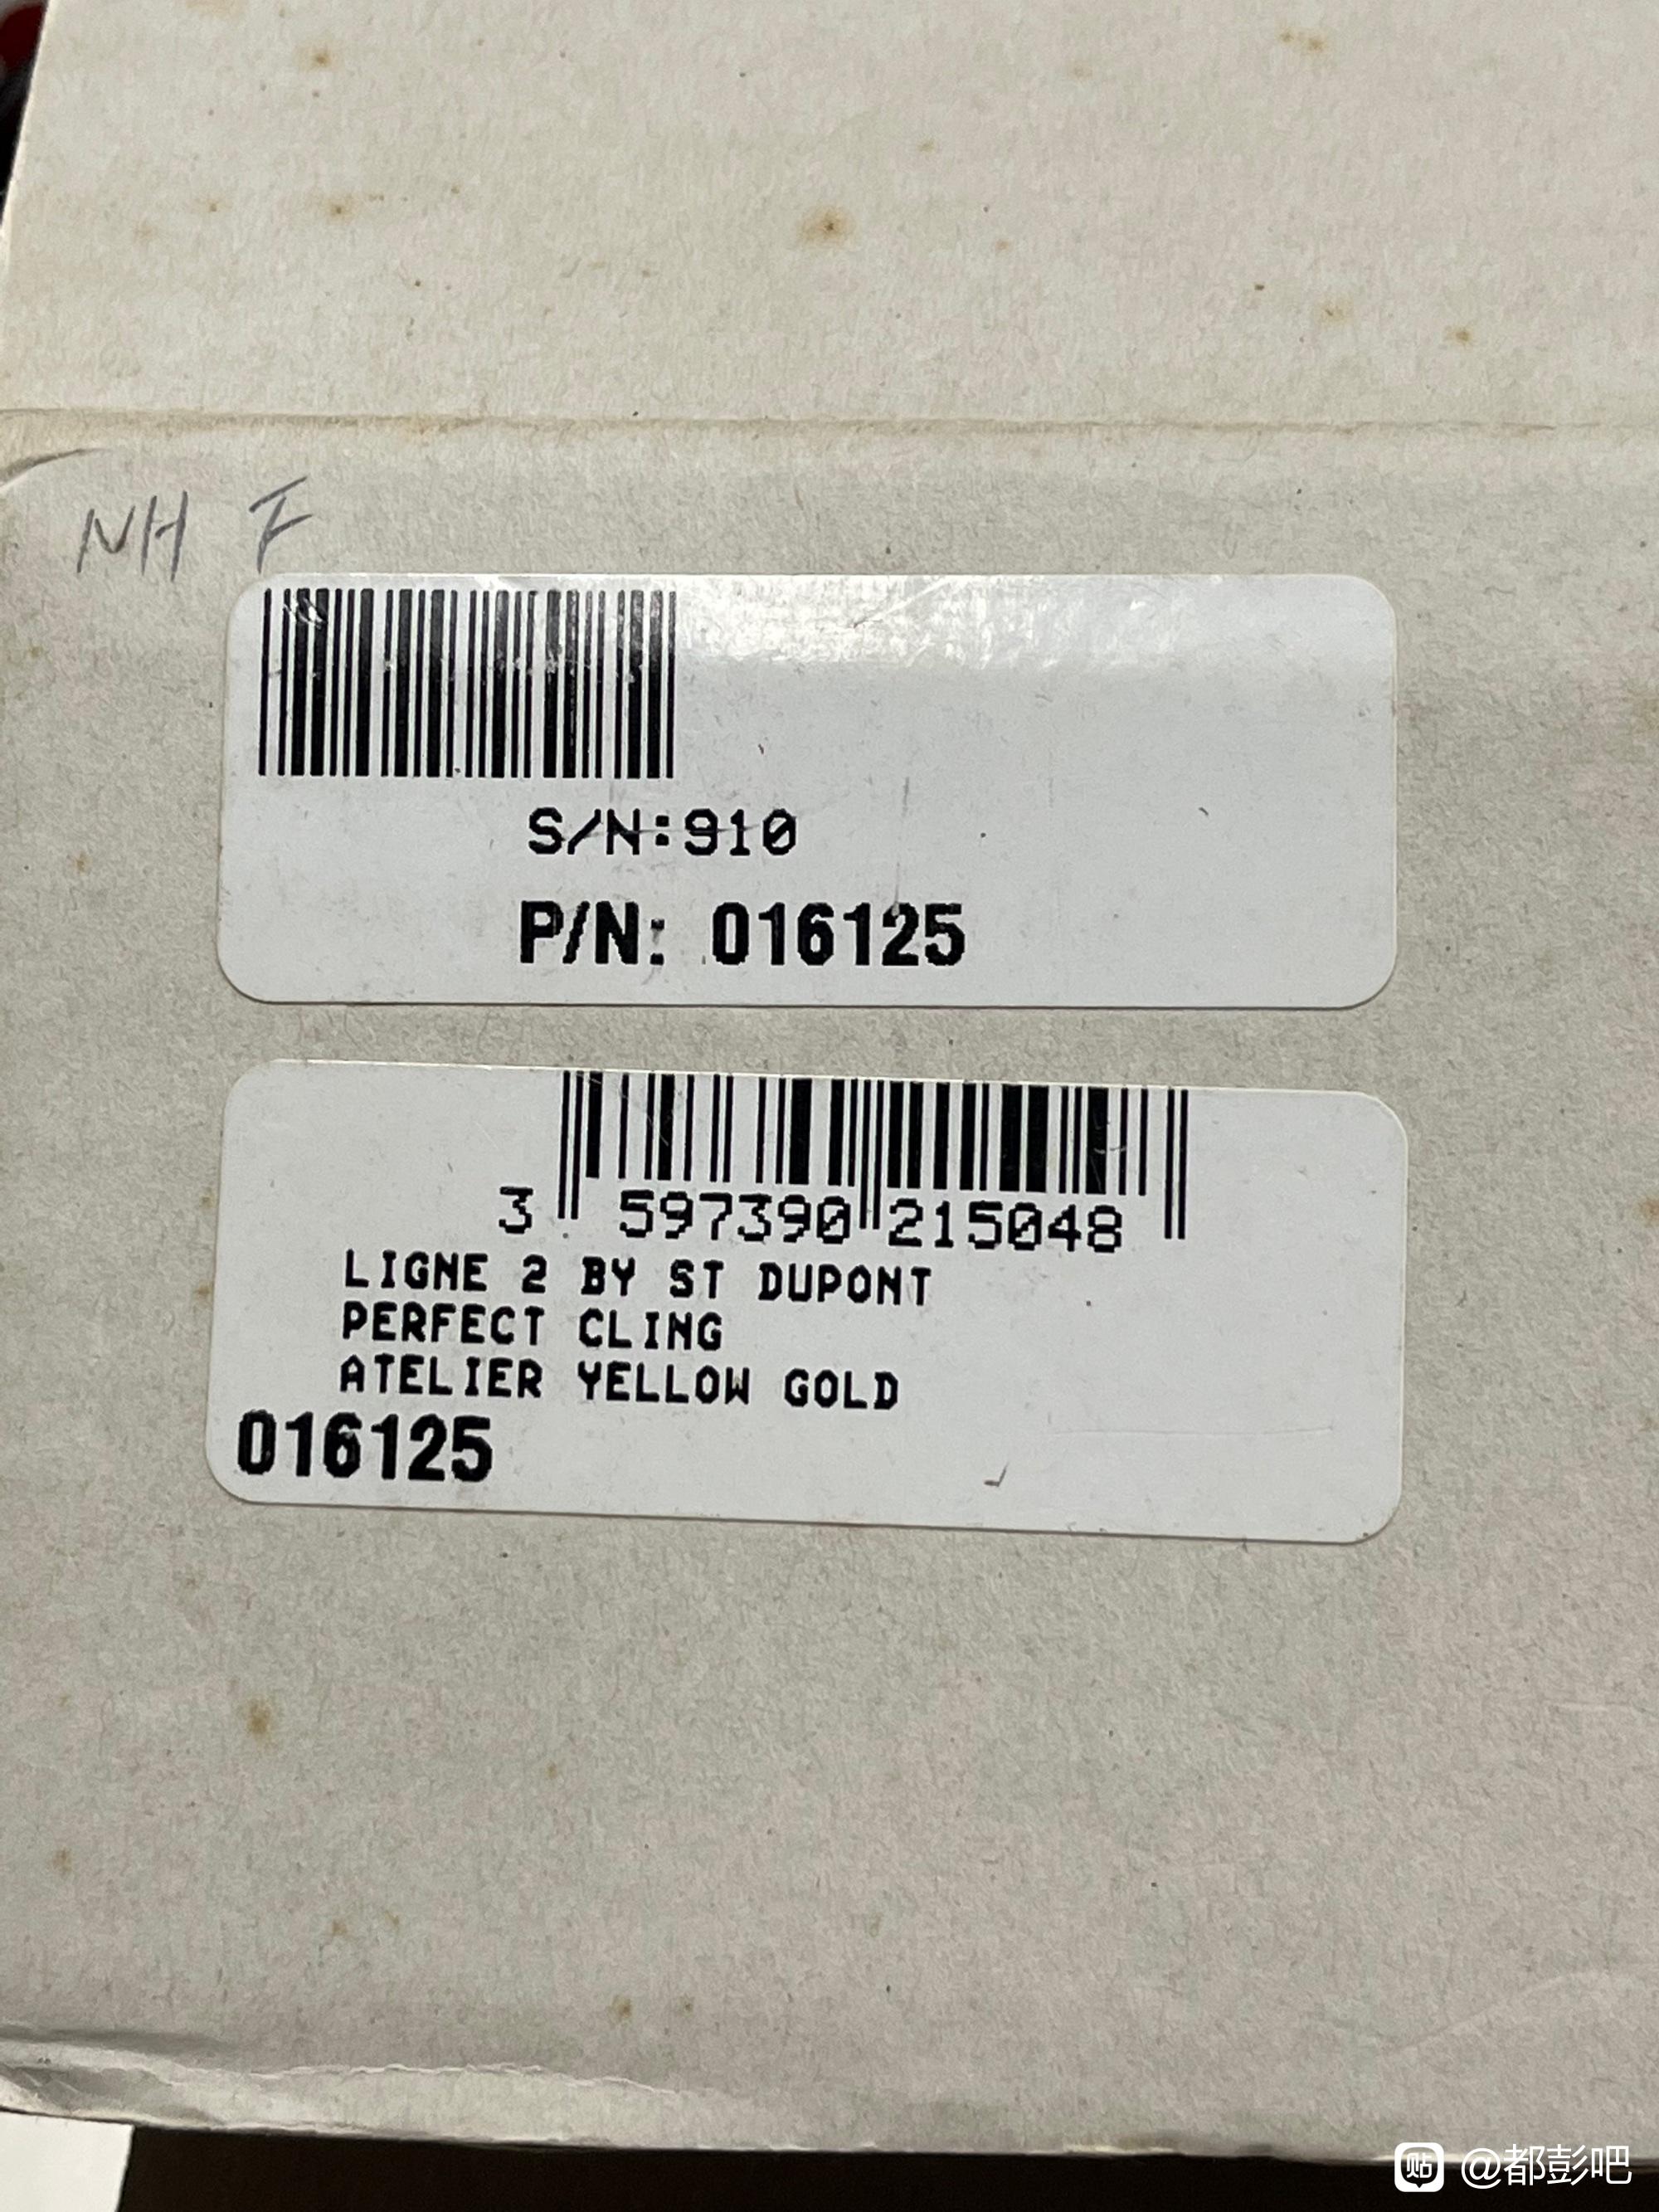 NH F
S/N:910
P/N: 016125
3 597390 215048
LIGNE 2 BY ST DUPONT
PERFECT CLING
ATELIER YELLOW GOLD
016125
贴 @都彭吧